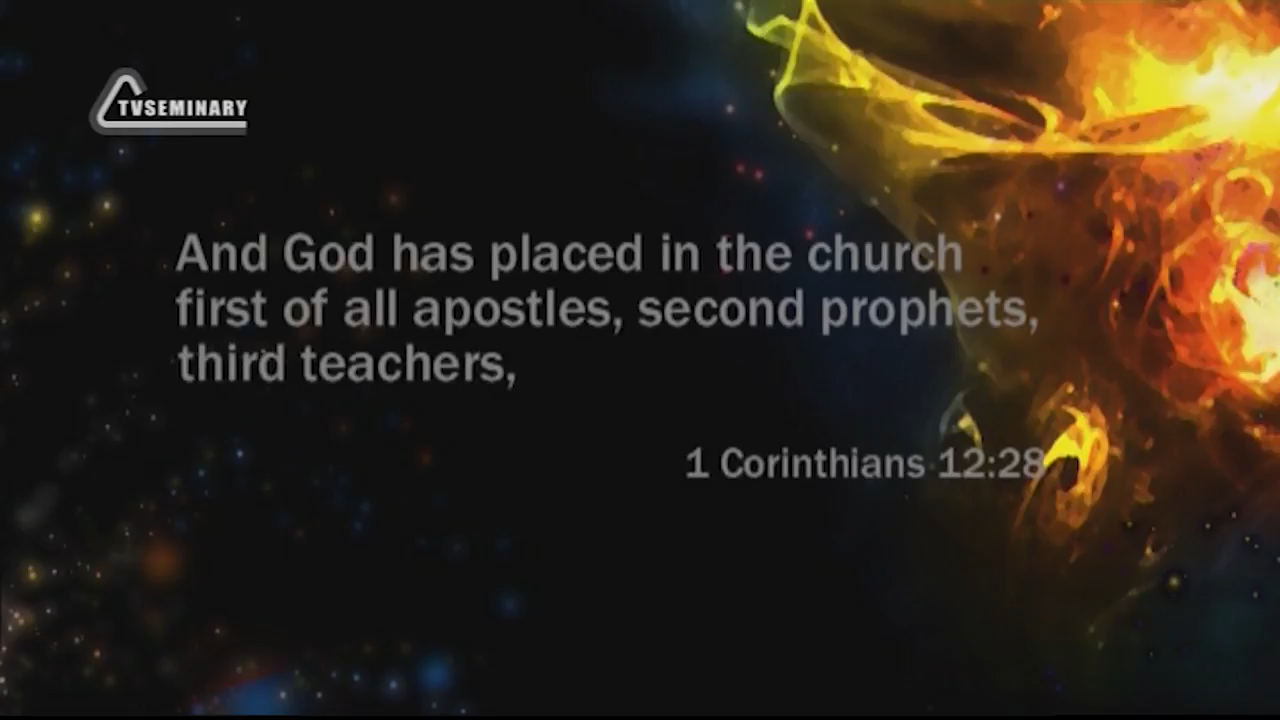 TVSEMINARY
And God has placed in the church
first of all apostles, second prophets,
third teachers,
1 Corinthians 12:28